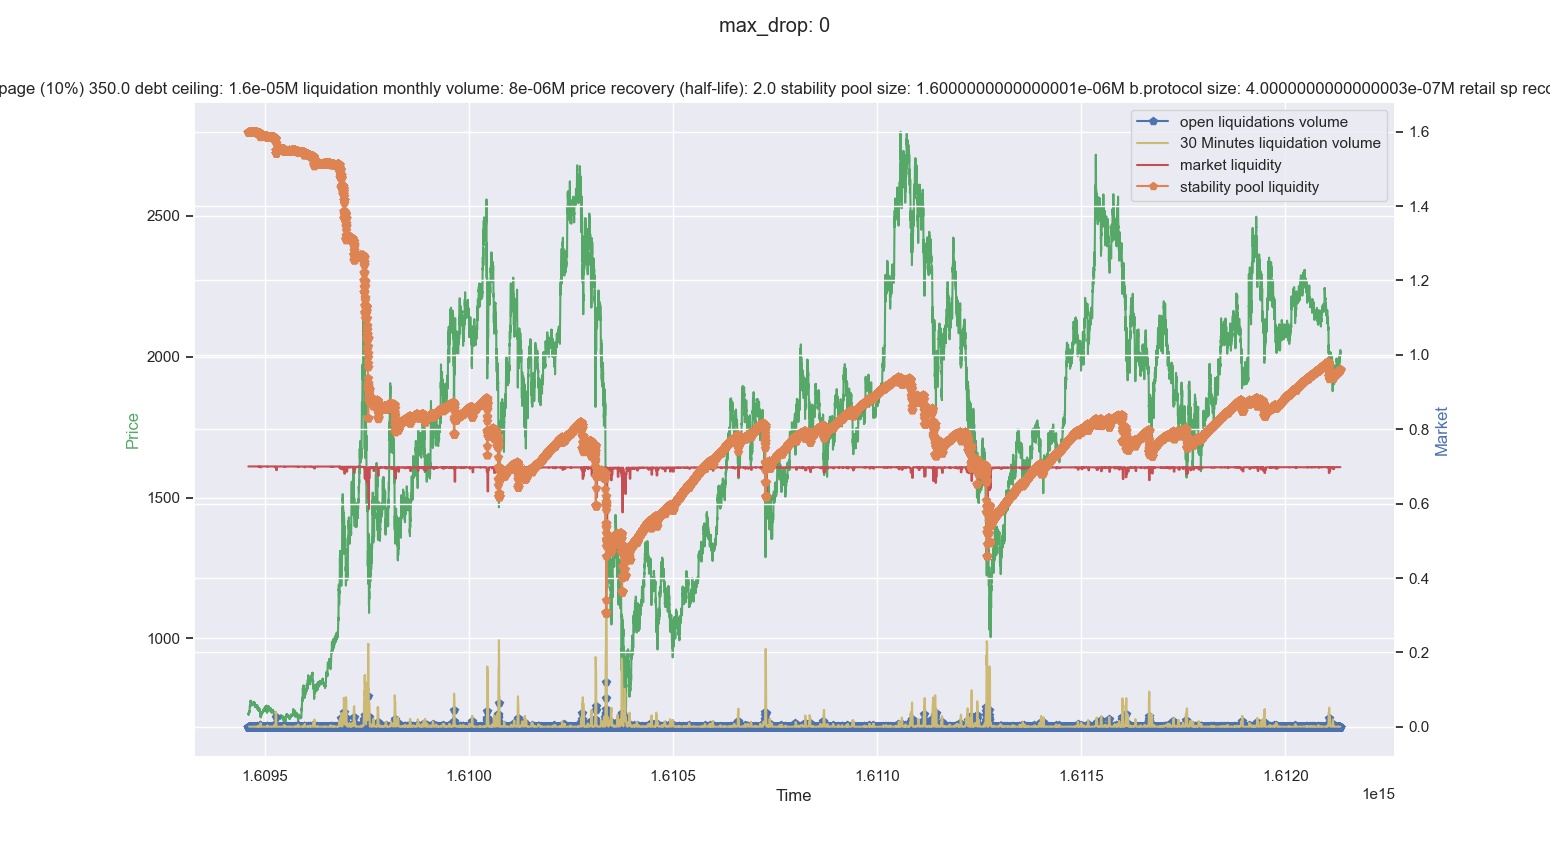 max_drop: 0
page (10%) 350.0 debt ceiling: 1.6e-05M liquidation monthly volume: 8e-06M price recovery (half-life): 2.0 stability pool size: 1.6000000000000001e-06M b.protocol size: 4.0000000000000003e-07M retail sp reco
open liquidations volume
30 Minutes liquidation volume
market liquidity
stability pool liquidity
2500
2000
1500
1000
Price
1.6
1.4
1.2
1.0
0.8
0.6
0.4
0.2
0.0
Market
1.6095
1.6100
1.6105
1.6110
1.6115
1.6120
Time
1e15